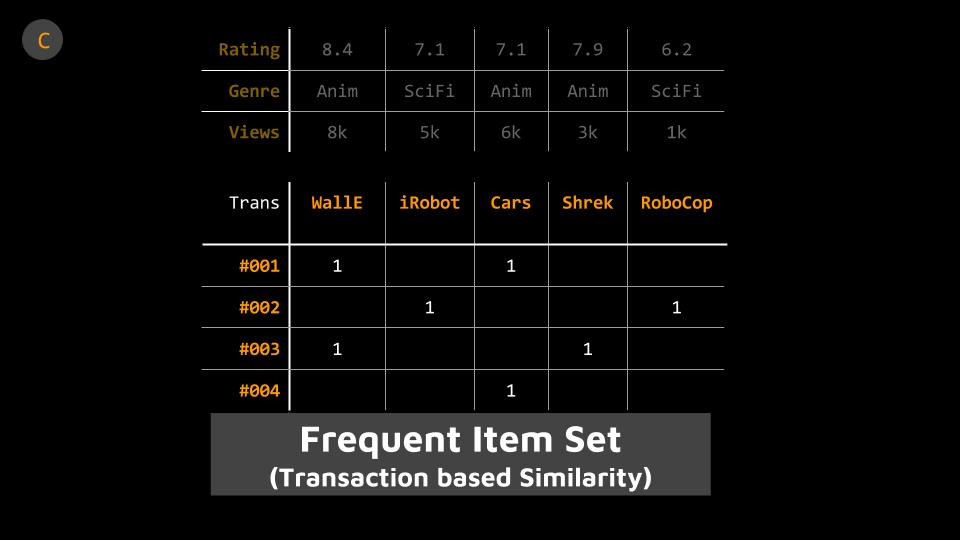 C
Rating 8.4 7.1 7.1 7.9 6.2
Genre Anim SciFi Anim Anim SciFi
Views 8k 5k 6k 3k 1k
Trans WallE iRobot Cars Shrek RoboCop
#001 1 1
#002 1 1
#003 1 1
#004 1
Frequent Item Set
(Transaction based Similarity)